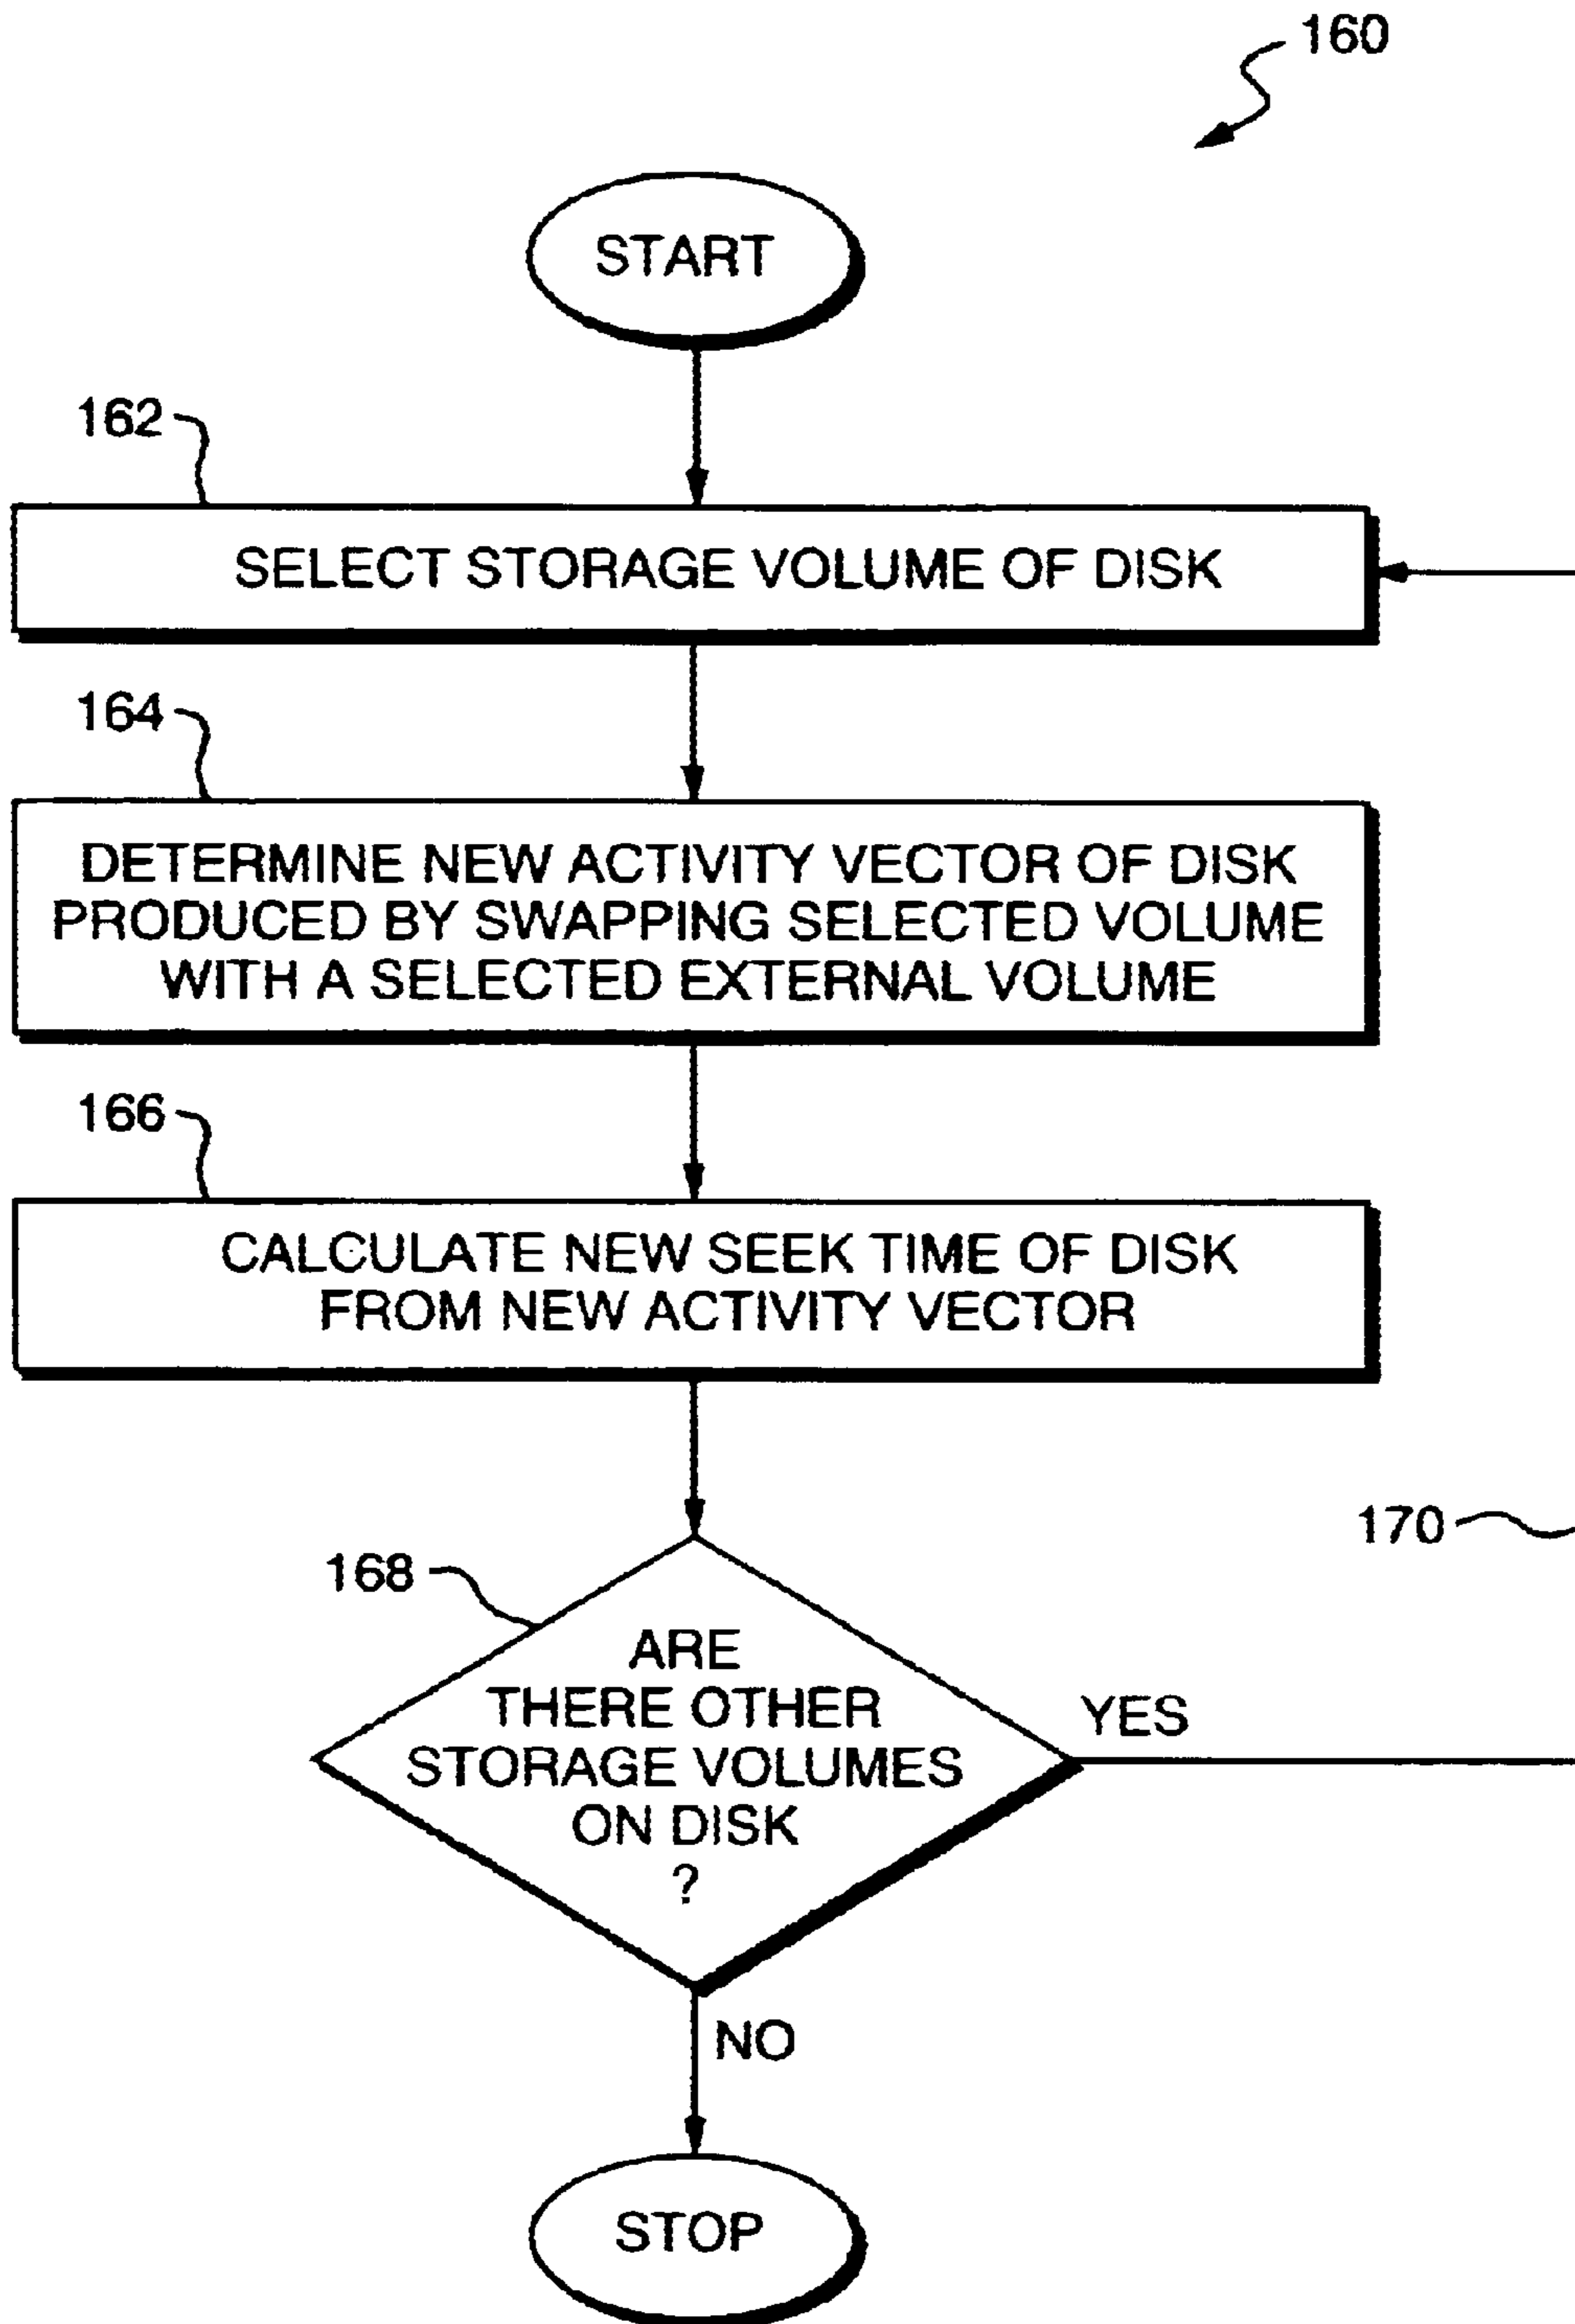 160
START
162
SELECT STORAGE VOLUME OF DISK
164
DETERMINE NEW ACTIVITY VECTOR OF DISK
PRODUCED BY SWAPPING SELECTED VOLUME
WITH A SELECTED EXTERNAL VOLUME
166
CALCULATE NEW SEEK TIME OF DISK
FROM NEW ACTIVITY VECTOR
170
168
ARE
THERE OTHER
STORAGE VOLUMES
ON DISK
?
YES
NO
STOP